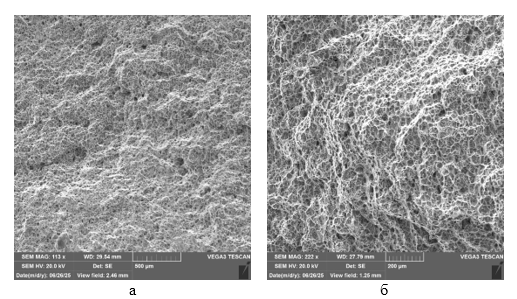 SEM MAG: 113 x WD: 29.54 mm VEGA3 TESCAN
SEM HV: 20.0 kV Det: SE 500 µm
Date(m/d/y): 06/26/25 View field: 2.46 mm
SEM MAG: 222 x WD: 27.79 mm VEGA3 TESCAN
SEM HV: 20.0 kV Det: SE 200 µm
Date(m/d/y): 06/26/25 View field: 1.25 mm
а
б